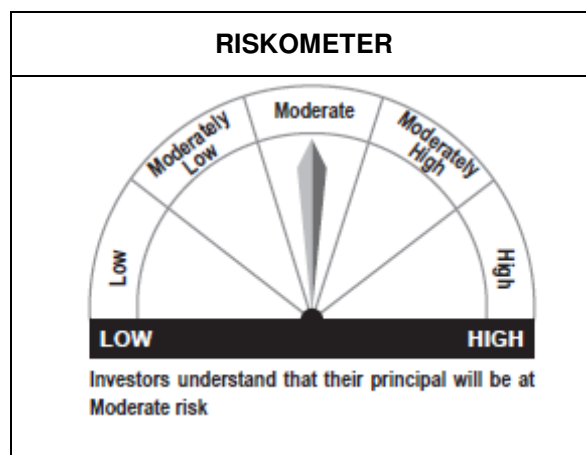 RISKOMETER
Moderate
Moderately
Low
Moderately
High
Low
High
LOW
HIGH
Investors understand that their principal will be at
Moderate risk